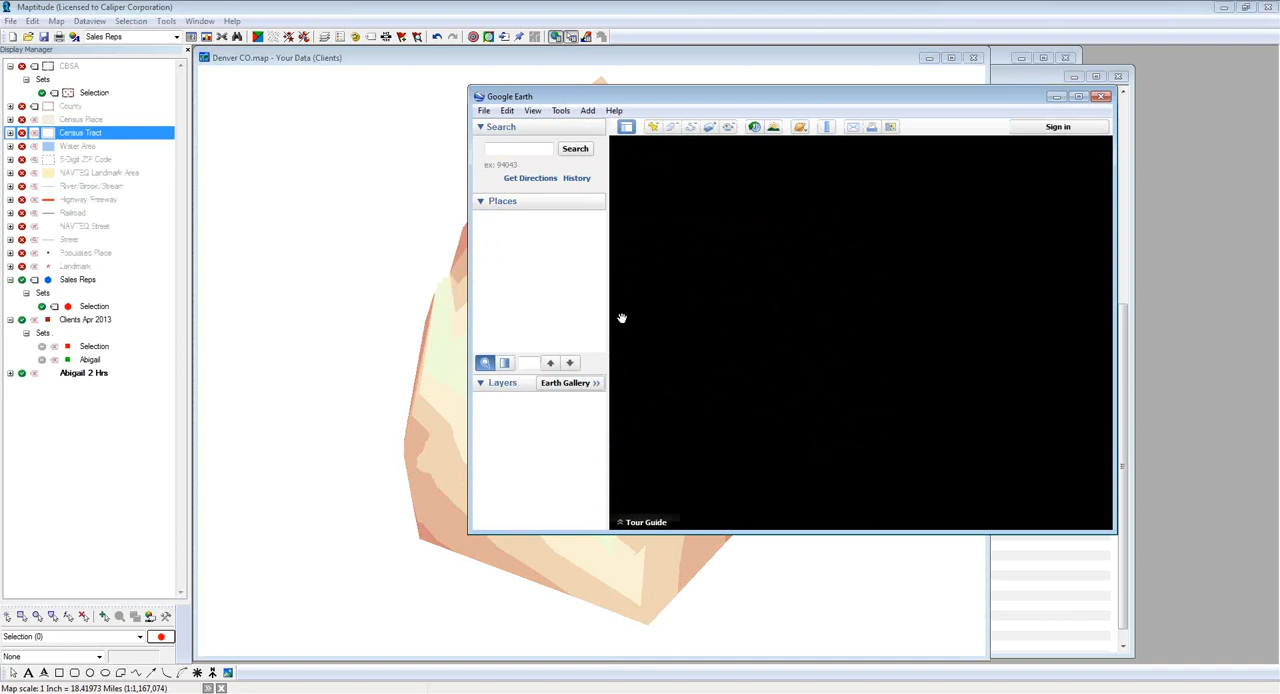 Maptitude (Licensed to Caliper Corporation)
File Edit Map Dataview Selection Tools Window Help
Sales Reps
Display Manager
CBSA
Sets
Selection
County
Census Place
Census Tract
Water Area
5-Digit ZIP Code
NAVTEQ Landmark Area
River/Brook/Stream
Highway/Freeway
Railroad
NAVTEQ Street
Street
Populated Place
Landmark
Sales Reps
Sets
Selection
Clients Apr 2013
Sets
Selection
Abigail
Abigail 2 Hrs
Selection (0)
None
Map scale: 1 Inch = 18.41973 Miles (1:1,167,074)
Denver CO.map - Your Data (Clients)
Google Earth
File Edit View Tools Add Help
Search
Sign in
Search
ex: 94043
Get Directions History
Places
Layers Earth Gallery >>
Tour Guide